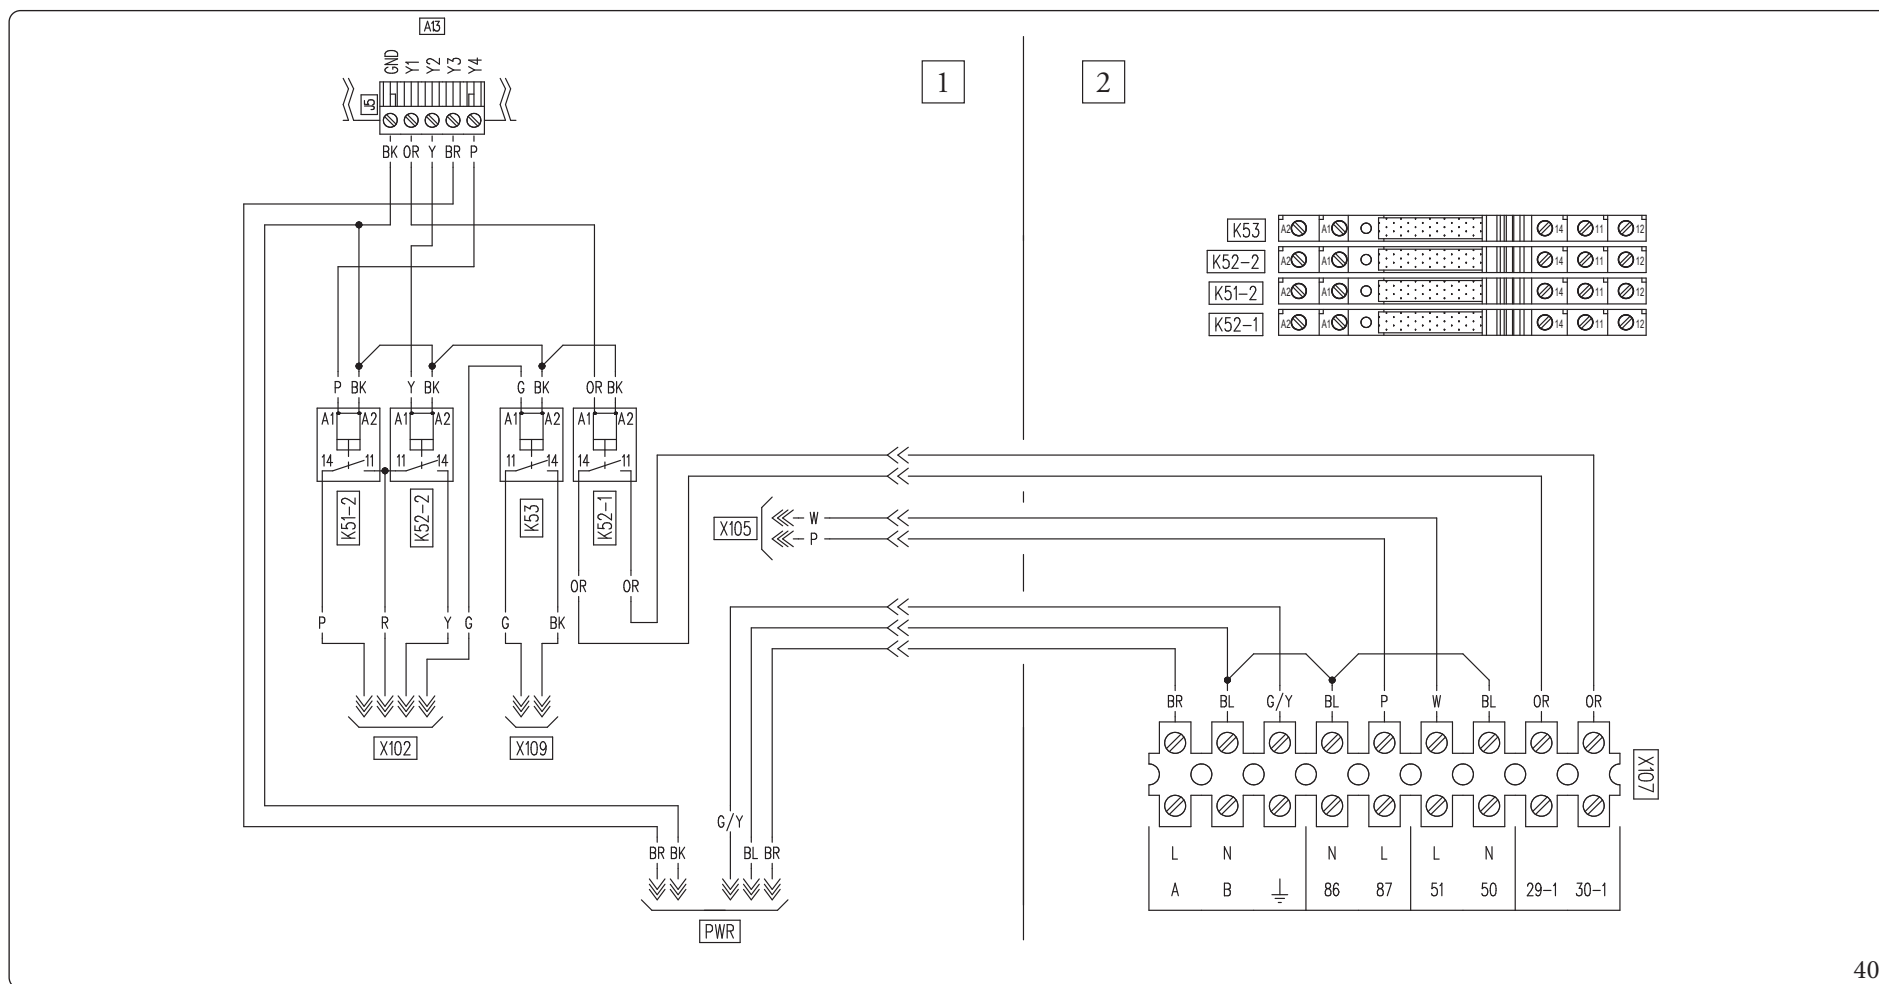 A13
1
2
GND
Y1
Y2
Y3
Y4
J5
BK OR Y BR P
K53
A2 A1 14 11 12
K52-2
A2 A1 14 11 12
K51-2
A2 A1 14 11 12
K52-1
A2 A1 14 11 12
P BK Y BK G BK OR BK
A1 A2 A1 A2 A1 A2 A1 A2
14 11 11 14 11 14 14 11
K51-2
K52-2
K53
K52-1
X105
W
P
OR OR
P R Y G G BK
X102
X109
BR BL G/Y BL P W BL OR OR
X107
G/Y
BR BK BL BR
PWR
L N N L L N
A B 86 87 51 50 29-1 30-1
40